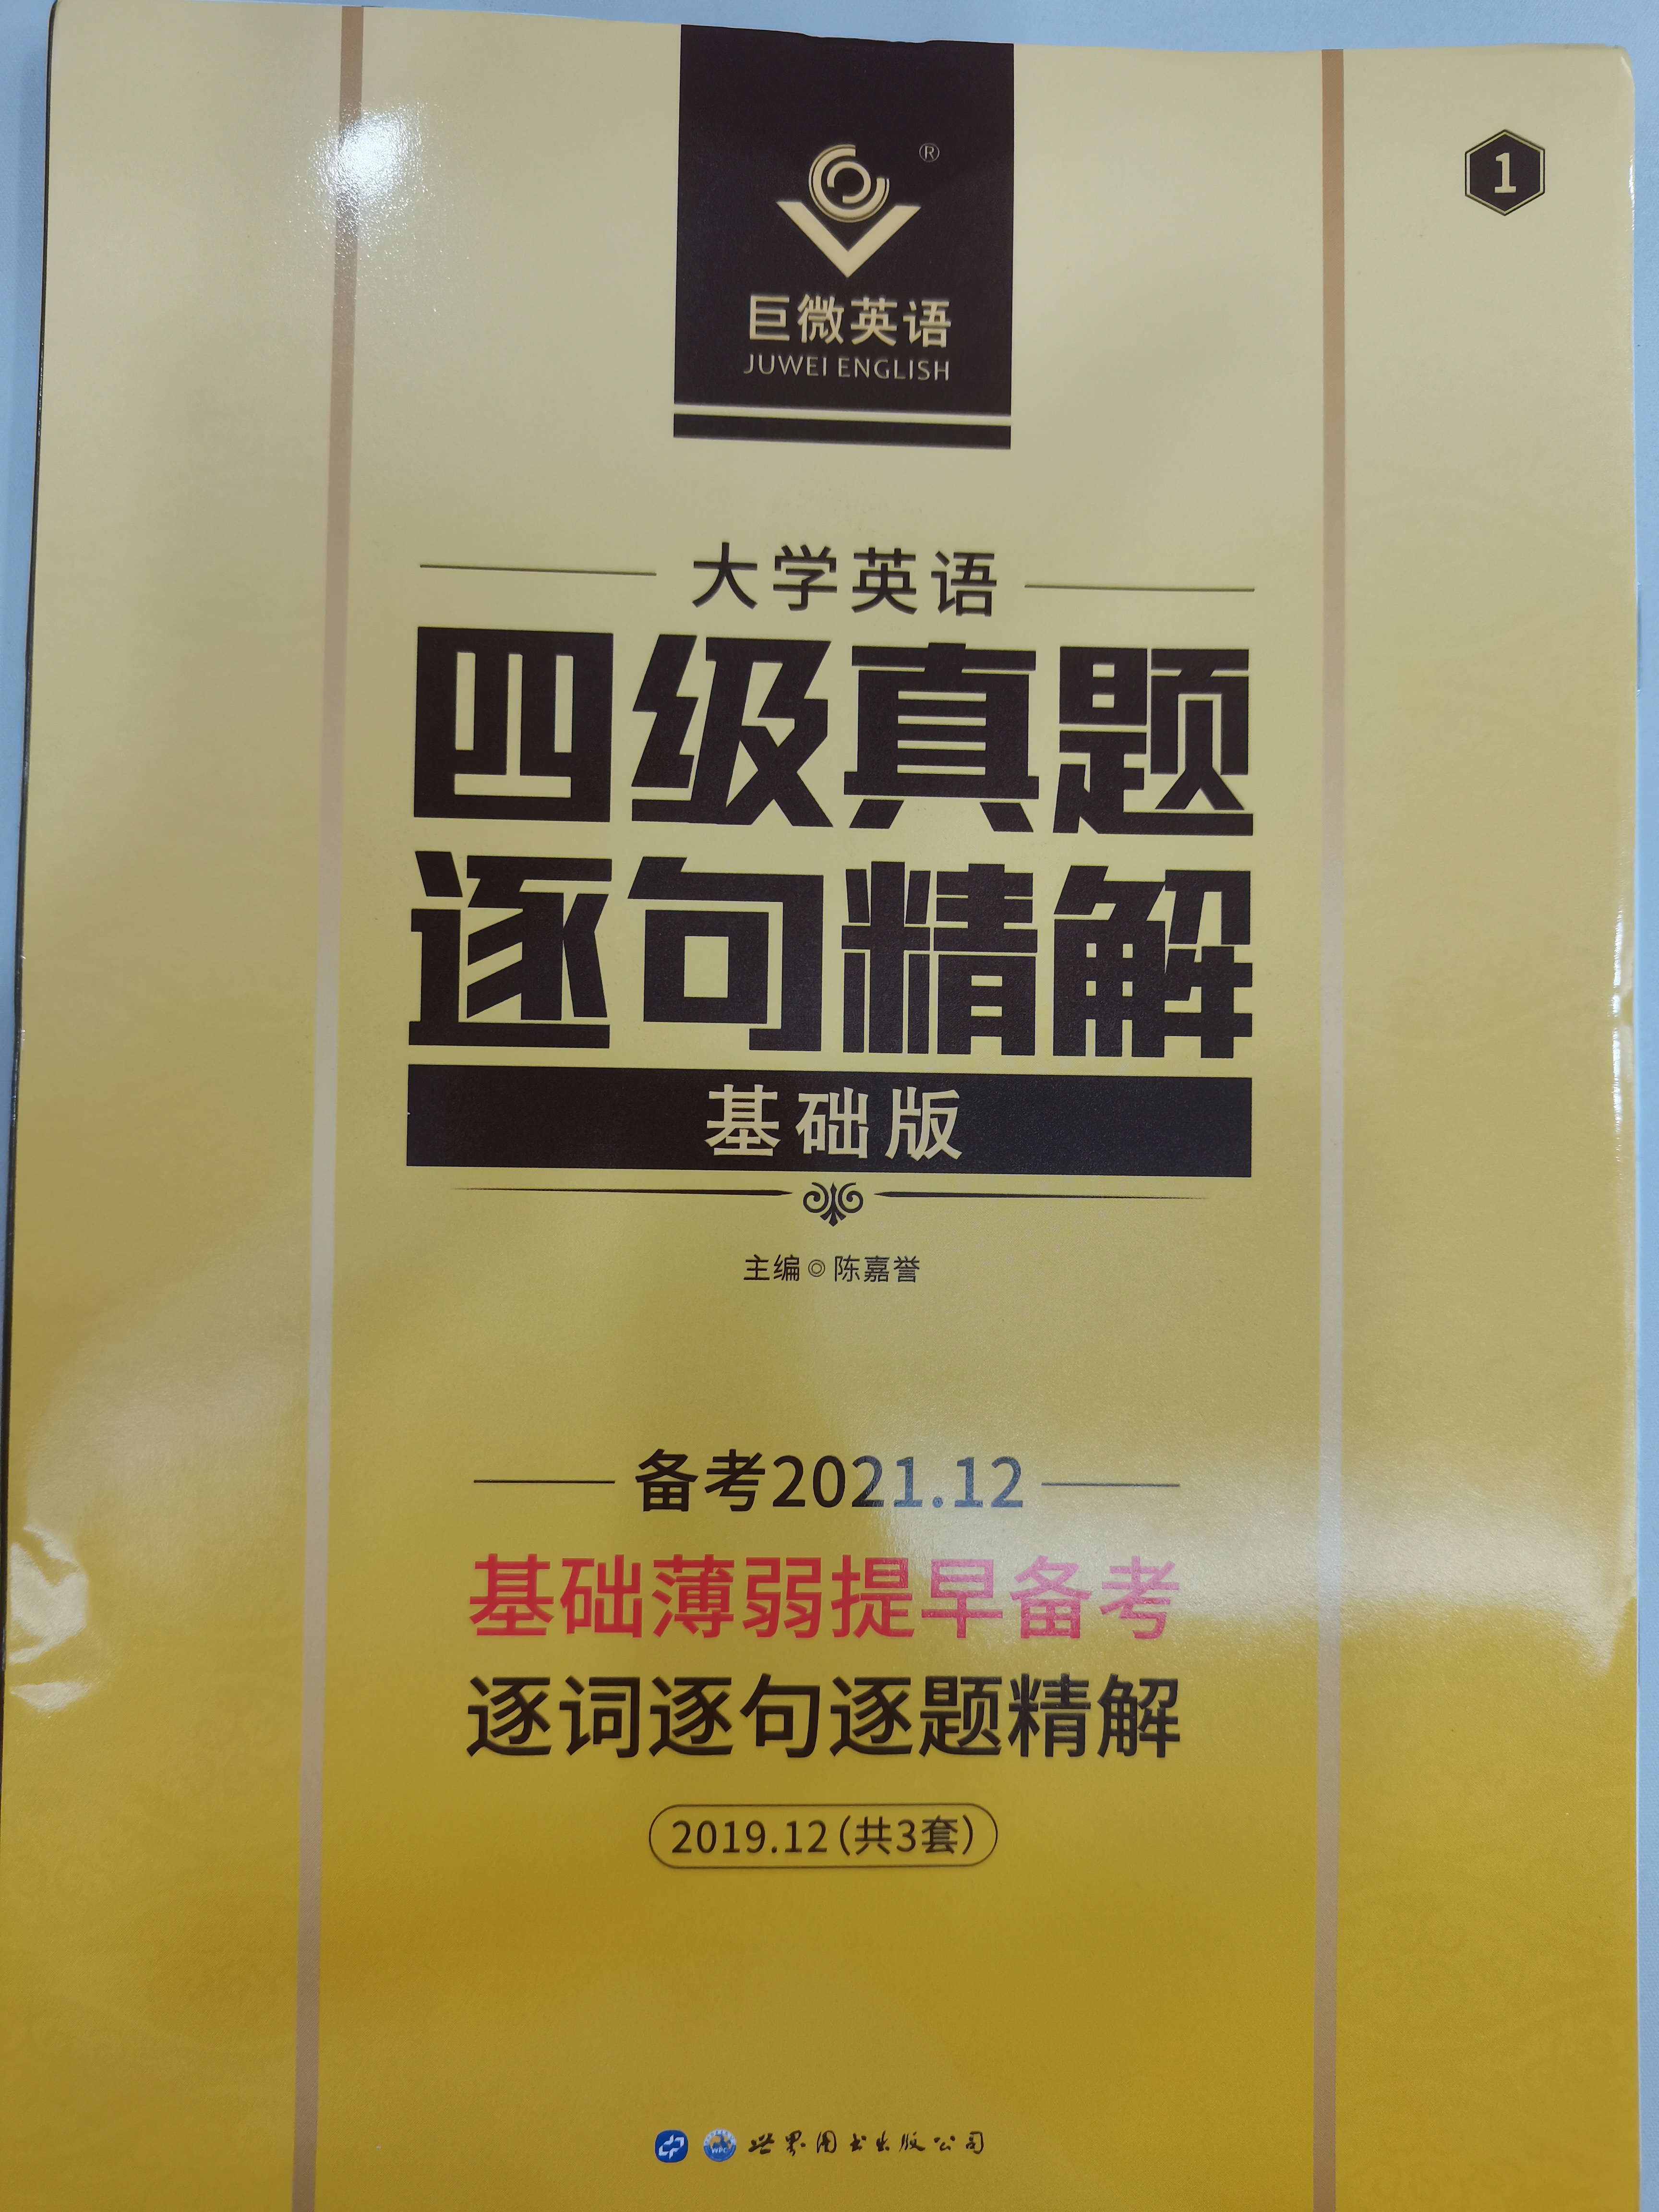 ®
1
巨微英语
JUWEI ENGLISH
大学英语
四级真题
逐句精解
基础版
主编◎陈嘉誉
备考2021.12
基础薄弱提早备考
逐词逐句逐题精解
2019.12(共3套)
WPC
世界图书出版公司